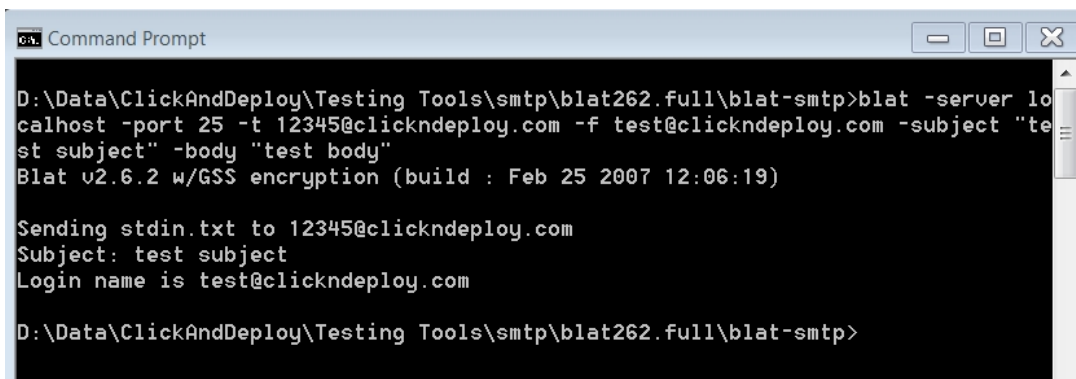 Command Prompt
D:\Data\ClickAndDeploy\Testing Tools\smtp\blat262.full\blat-smtp>blat -server lo
calhost -port 25 -t 12345@clickndeploy.com -f test@clickndeploy.com -subject "te
st subject" -body "test body"
Blat v2.6.2 w/GSS encryption (build : Feb 25 2007 12:06:19)
Sending stdin.txt to 12345@clickndeploy.com
Subject: test subject
Login name is test@clickndeploy.com
D:\Data\ClickAndDeploy\Testing Tools\smtp\blat262.full\blat-smtp>